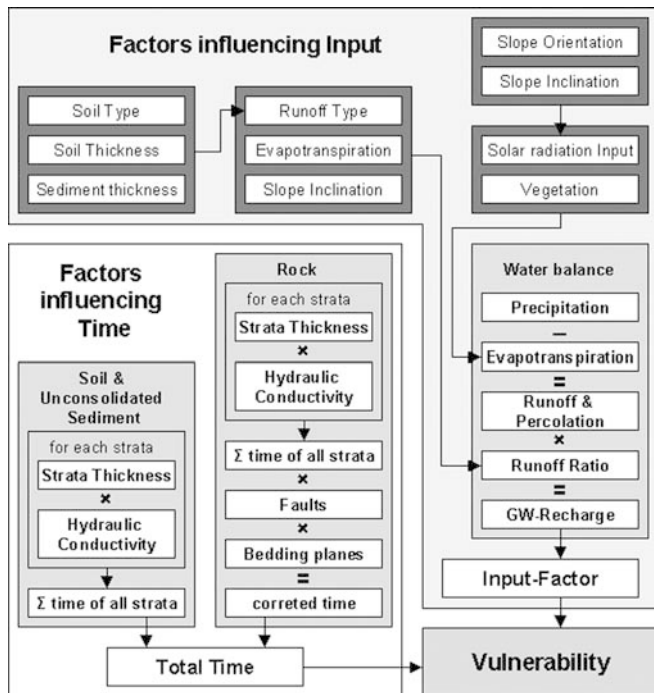 Factors influencing Input
Soil Type
Soil Thickness
Sediment thickness
Runoff Type
Evapotranspiration
Slope Inclination
Slope Orientation
Slope Inclination
Solar radiation Input
Vegetation
Factors
influencing
Time
Soil &
Unconsolidated
Sediment
for each strata
Strata Thickness
×
Hydraulic
Conductivity
Σ time of all strata
Rock
for each strata
Strata Thickness
×
Hydraulic
Conductivity
Σ time of all strata
×
Faults
×
Bedding planes
=
correted time
Total Time
Water balance
Precipitation
–
Evapotranspiration
=
Runoff &
Percolation
×
Runoff Ratio
=
GW-Recharge
Input-Factor
Vulnerability